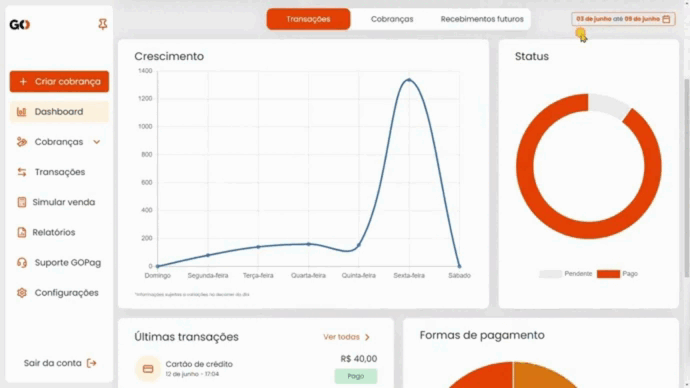 GO
Transações
Cobranças
Recebimentos futuros
03 de junho até 09 de junho
+ Criar cobrança
Dashboard
Cobranças
Transações
Simular venda
Relatórios
Suporte GOPag
Configurações
Sair da conta
Crescimento
1400
1200
1000
800
600
400
200
0
Domingo Segunda-feira Terça-feira Quarta-feira Quinta-feira Sexta-feira Sábado
*Informações sujeitas a variações no decorrer do dia
Status
Pendente Pago
Últimas transações
Ver todas
Cartão de crédito
12 de junho - 17:04
R$ 40,00
Pago
Formas de pagamento